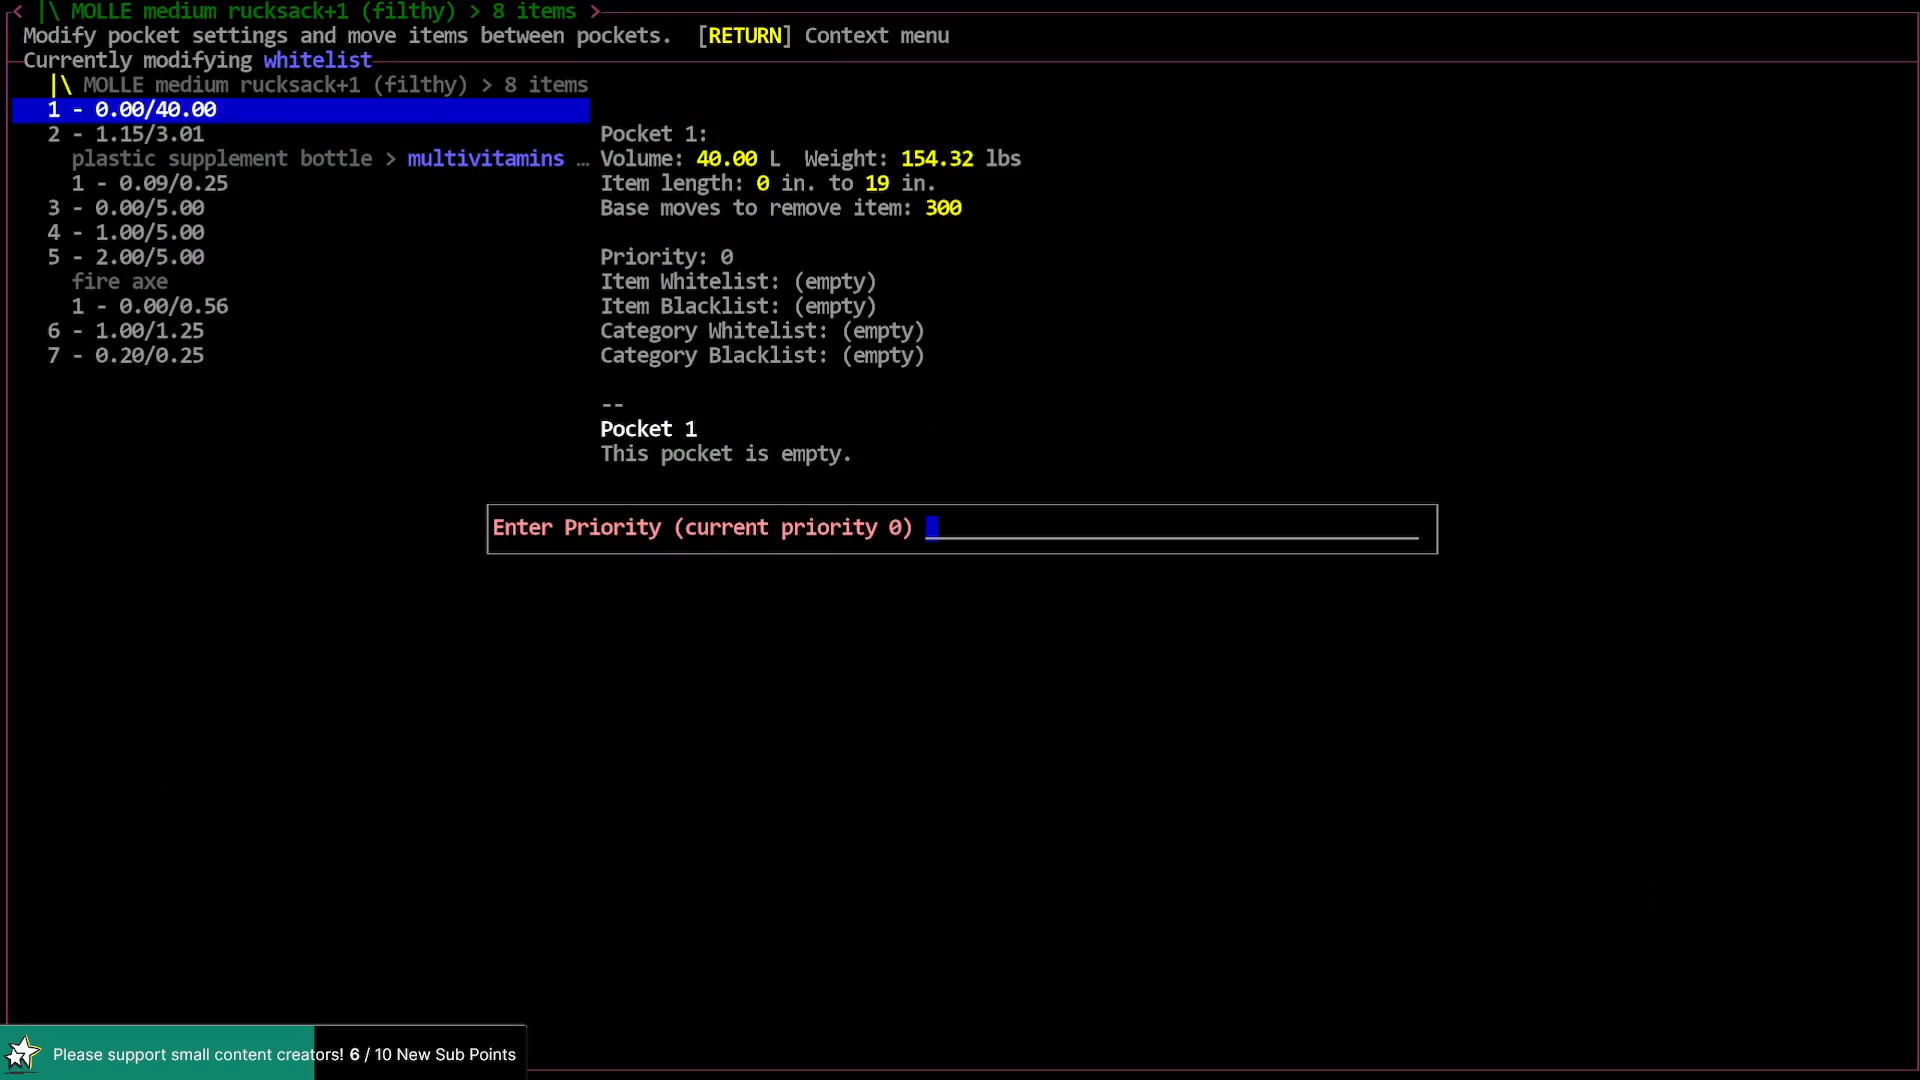 < |\ MOLLE medium rucksack+1 (filthy) > 8 items >
Modify pocket settings and move items between pockets.  [RETURN] Context menu
Currently modifying whitelist
|\ MOLLE medium rucksack+1 (filthy) > 8 items
1 - 0.00/40.00
2 - 1.15/3.01
plastic supplement bottle > multivitamins …
1 - 0.09/0.25
3 - 0.00/5.00
4 - 1.00/5.00
5 - 2.00/5.00
fire axe
1 - 0.00/0.56
6 - 1.00/1.25
7 - 0.20/0.25
Pocket 1:
Volume: 40.00 L  Weight: 154.32 lbs
Item length: 0 in. to 19 in.
Base moves to remove item: 300
Priority: 0
Item Whitelist: (empty)
Item Blacklist: (empty)
Category Whitelist: (empty)
Category Blacklist: (empty)
--
Pocket 1
This pocket is empty.
Enter Priority (current priority 0)
Please support small content creators! 6 / 10 New Sub Points